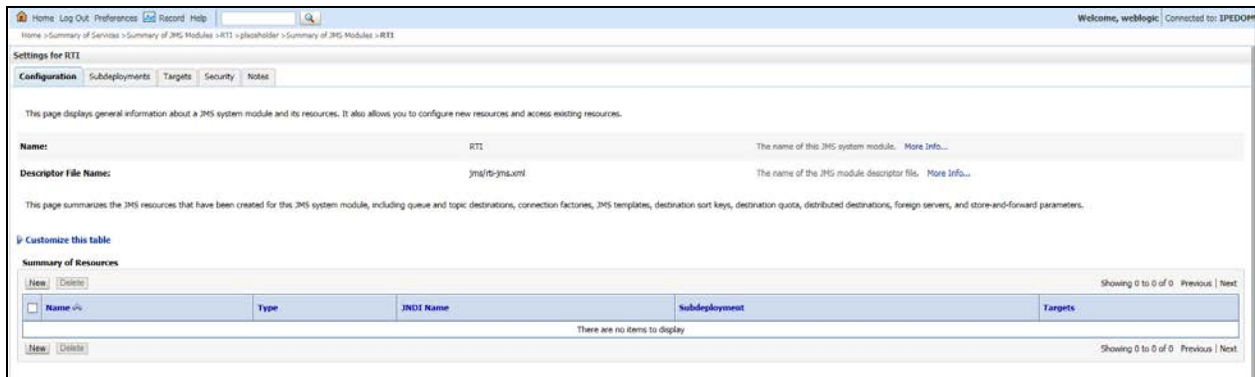 Home Log Out Preferences Record Help
Welcome, weblogic Connected to: IPEDOM
Home >Summary of Services >Summary of JMS Modules >RTI >placeholder >Summary of JMS Modules >RTI
Settings for RTI
Configuration Subdeployments Targets Security Notes
This page displays general information about a JMS system module and its resources. It also allows you to configure new resources and access existing resources.
Name: RTI The name of this JMS system module. More Info...
Descriptor File Name: jms/rti-jms.xml The name of the JMS module descriptor file. More Info...
This page summarizes the JMS resources that have been created for this JMS system module, including queue and topic destinations, connection factories, JMS templates, destination sort keys, destination quota, distributed destinations, foreign servers, and store-and-forward parameters.
Customize this table
Summary of Resources
New Delete Showing 0 to 0 of 0 Previous | Next
Name Type JNDI Name Subdeployment Targets
There are no items to display
New Delete Showing 0 to 0 of 0 Previous | Next